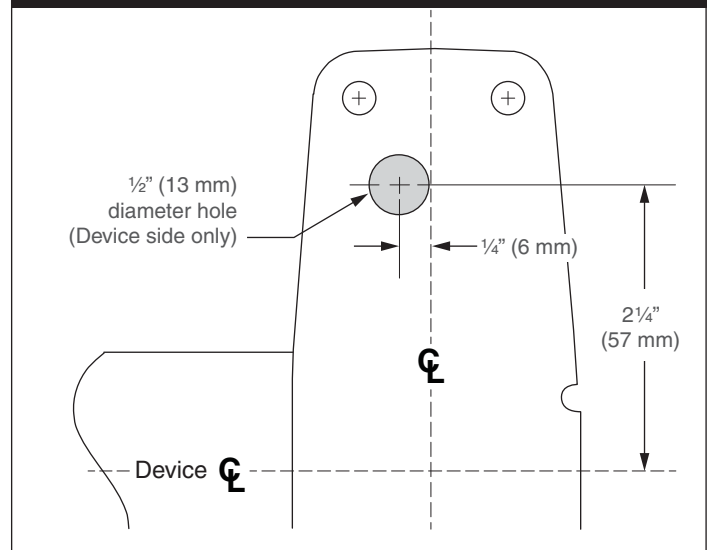 ½” (13 mm)
diameter hole
(Device side only)
¼” (6 mm)
2¼”
(57 mm)
℄
Device ℄